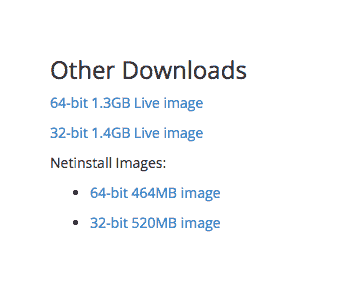 Other Downloads
64-bit 1.3GB Live image
32-bit 1.4GB Live image
Netinstall Images:
64-bit 464MB image
32-bit 520MB image